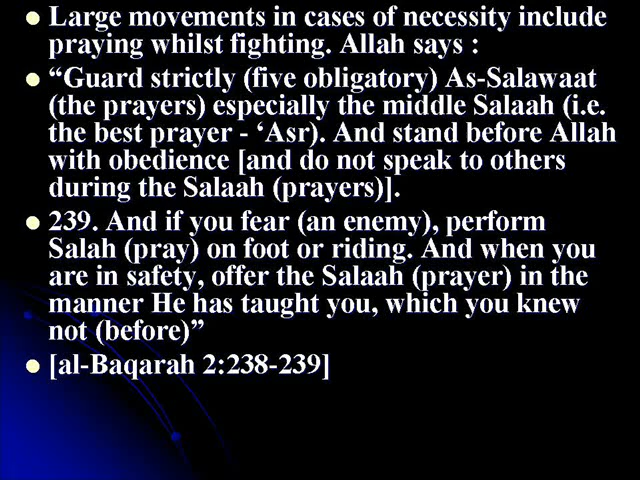 Large movements in cases of necessity include
praying whilst fighting. Allah says :
“Guard strictly (five obligatory) As-Salawaat
(the prayers) especially the middle Salaah (i.e.
the best prayer - ‘Asr). And stand before Allah
with obedience [and do not speak to others
during the Salaah (prayers)].
239. And if you fear (an enemy), perform
Salah (pray) on foot or riding. And when you
are in safety, offer the Salaah (prayer) in the
manner He has taught you, which you knew
not (before)”
[al-Baqarah 2:238-239]